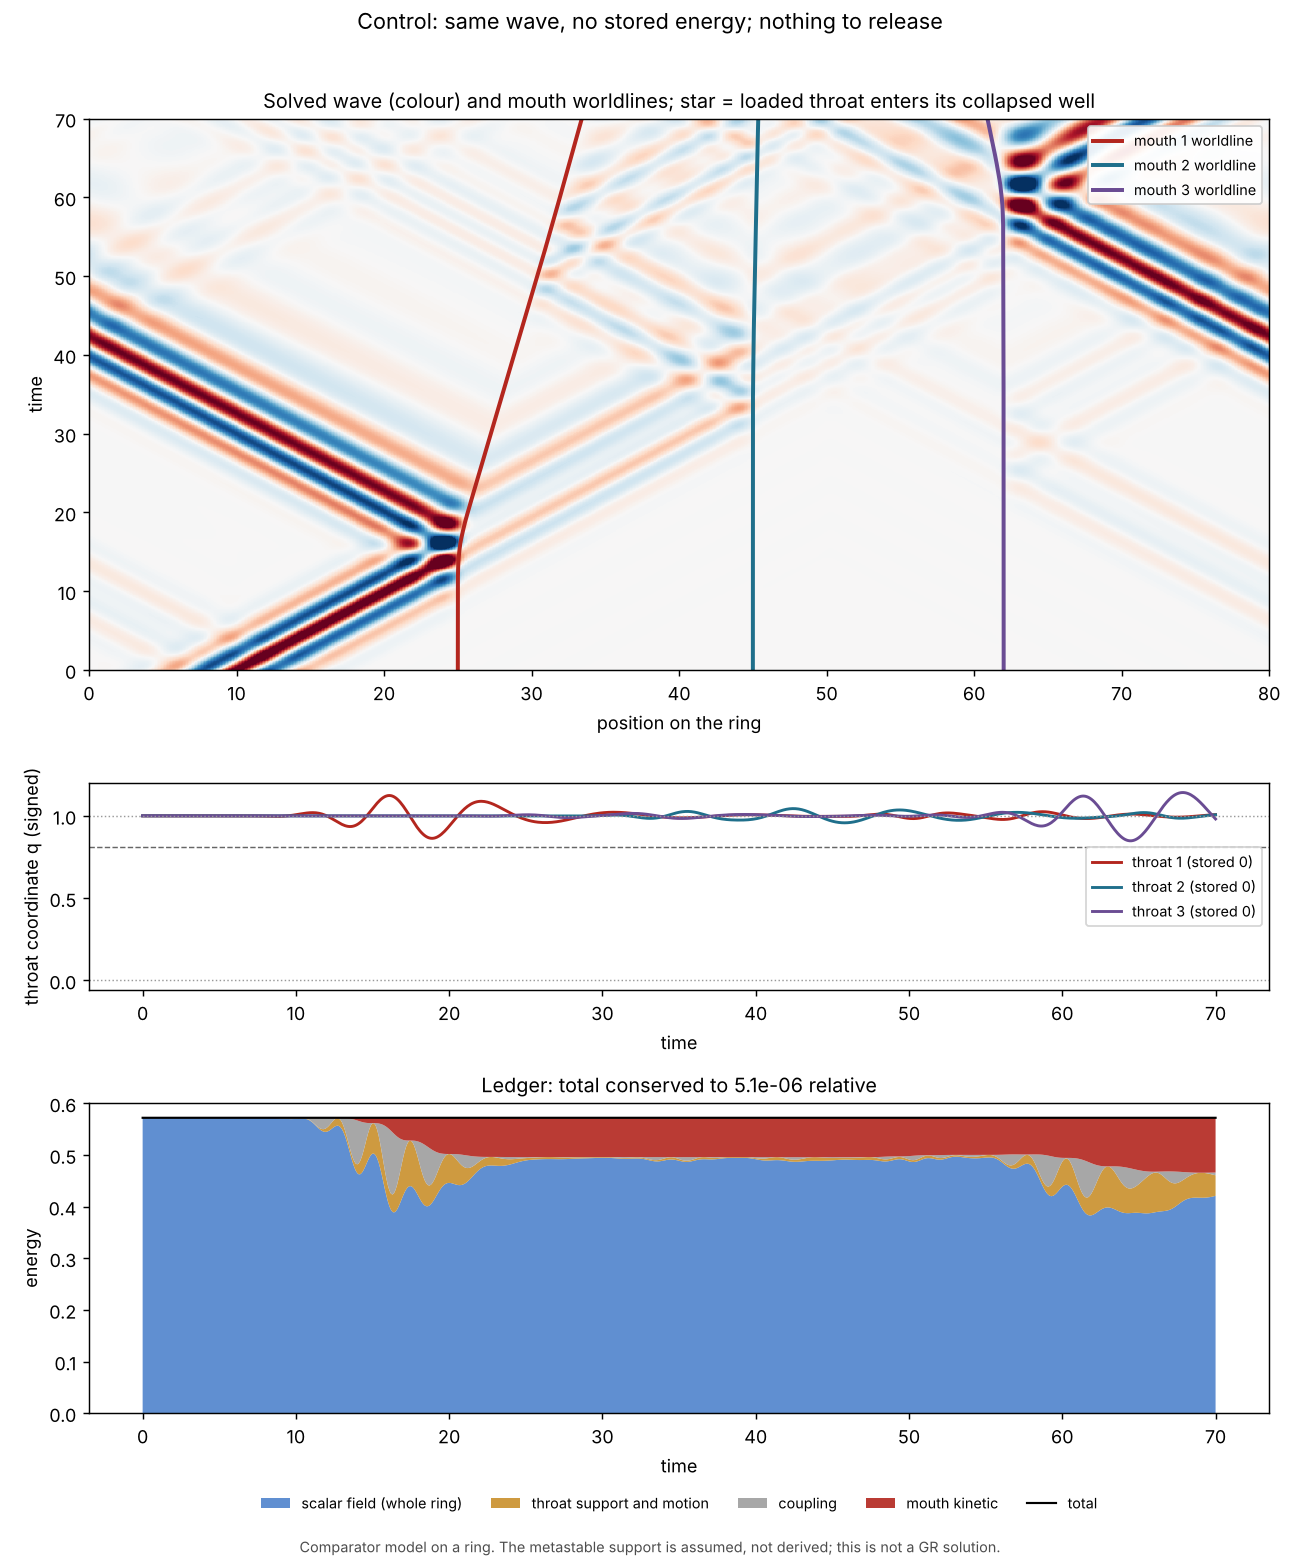 Control: same wave, no stored energy; nothing to release
Solved wave (colour) and mouth worldlines; star = loaded throat enters its collapsed well
70
60
50
40
30
20
10
0
time
mouth 1 worldline
mouth 2 worldline
mouth 3 worldline
0 10 20 30 40 50 60 70 80
position on the ring
throat coordinate q (signed)
1.0
0.5
0.0
throat 1 (stored 0)
throat 2 (stored 0)
throat 3 (stored 0)
0 10 20 30 40 50 60 70
time
Ledger: total conserved to 5.1e-06 relative
0.6
0.5
0.4
0.3
0.2
0.1
0.0
energy
0 10 20 30 40 50 60 70
time
scalar field (whole ring) throat support and motion coupling mouth kinetic total
Comparator model on a ring. The metastable support is assumed, not derived; this is not a GR solution.